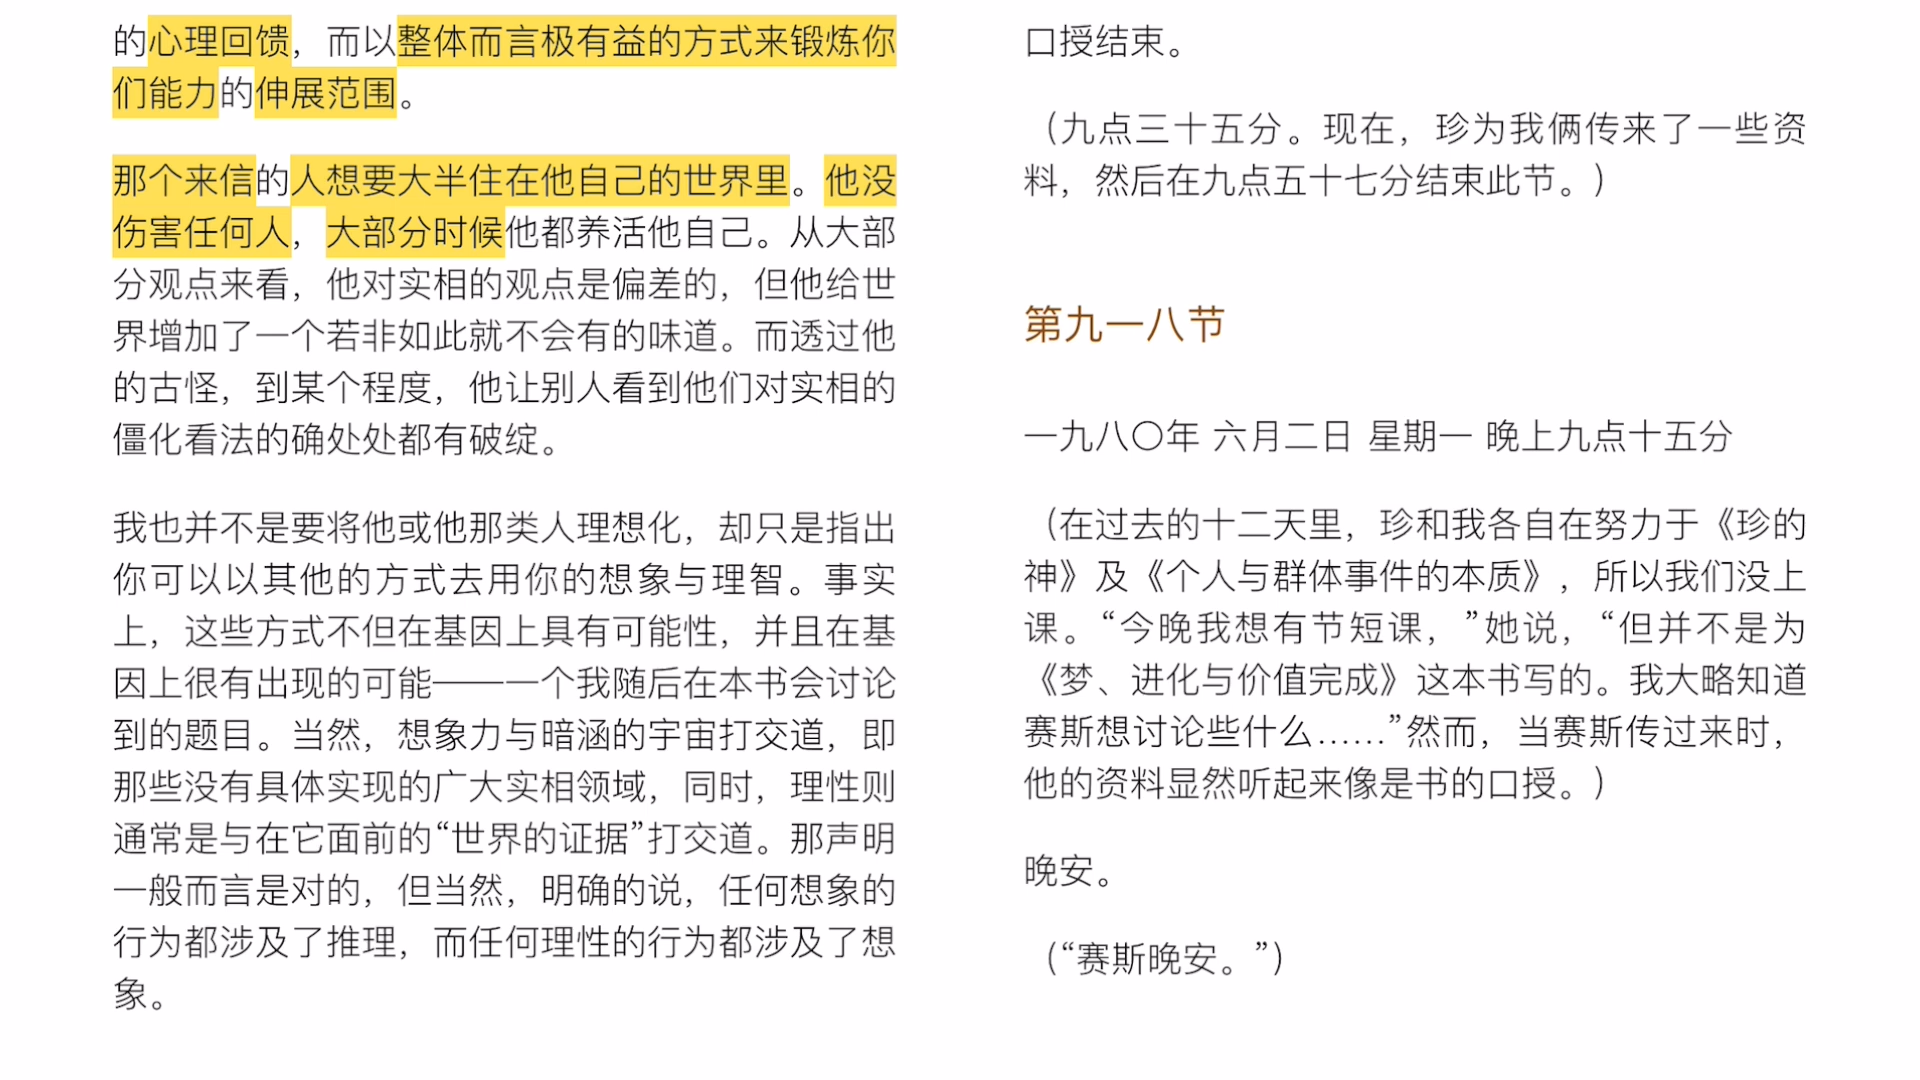 的心理回馈，而以整体而言极有益的方式来锻炼你
们能力的伸展范围。
那个来信的人想要大半住在他自己的世界里。他没
伤害任何人，大部分时候他都养活他自己。从大部
分观点来看，他对实相的观点是偏差的，但他给世
界增加了一个若非如此就不会有的味道。而透过他
的古怪，到某个程度，他让别人看到他们对实相的
僵化看法的确处处都有破绽。
我也并不是要将他或他那类人理想化，却只是指出
你可以以其他的方式去用你的想象与理智。事实
上，这些方式不但在基因上具有可能性，并且在基
因上很有出现的可能——一个我随后在本书会讨论
到的题目。当然，想象力与暗涵的宇宙打交道，即
那些没有具体实现的广大实相领域，同时，理性则
通常是与在它面前的“世界的证据”打交道。那声明
一般而言是对的，但当然，明确的说，任何想象的
行为都涉及了推理，而任何理性的行为都涉及了想
象。
口授结束。
（九点三十五分。现在，珍为我俩传来了一些资
料，然后在九点五十七分结束此节。）
第九一八节
一九八〇年 六月二日 星期一 晚上九点十五分
（在过去的十二天里，珍和我各自在努力于《珍的
神》及《个人与群体事件的本质》，所以我们没上
课。“今晚我想有节短课，”她说，“但并不是为
《梦、进化与价值完成》这本书写的。我大略知道
赛斯想讨论些什么……”然而，当赛斯传过来时，
他的资料显然听起来像是书的口授。）
晚安。
（“赛斯晚安。”）